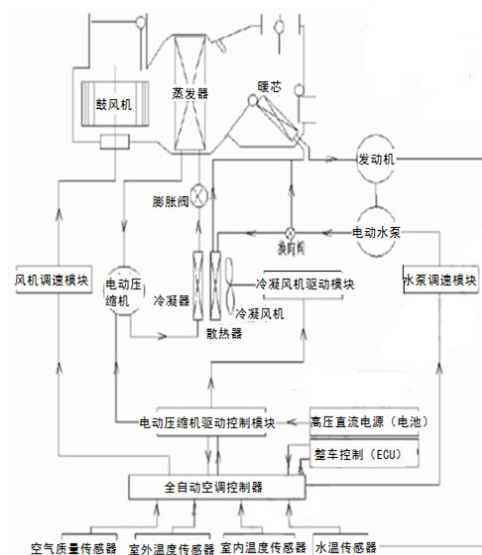 蒸发器
暖芯
鼓风机
发动机
膨胀阀
换向阀
电动水泵
风机调速模块
电动压
缩机
冷凝器
冷凝风机驱动模块
水泵调速模块
冷凝风机
散热器
电动压缩机驱动控制模块
高压直流电源（电池）
整车控制（ECU）
全自动空调控制器
空气质量传感器
室外温度传感器
室内温度传感器
水温传感器